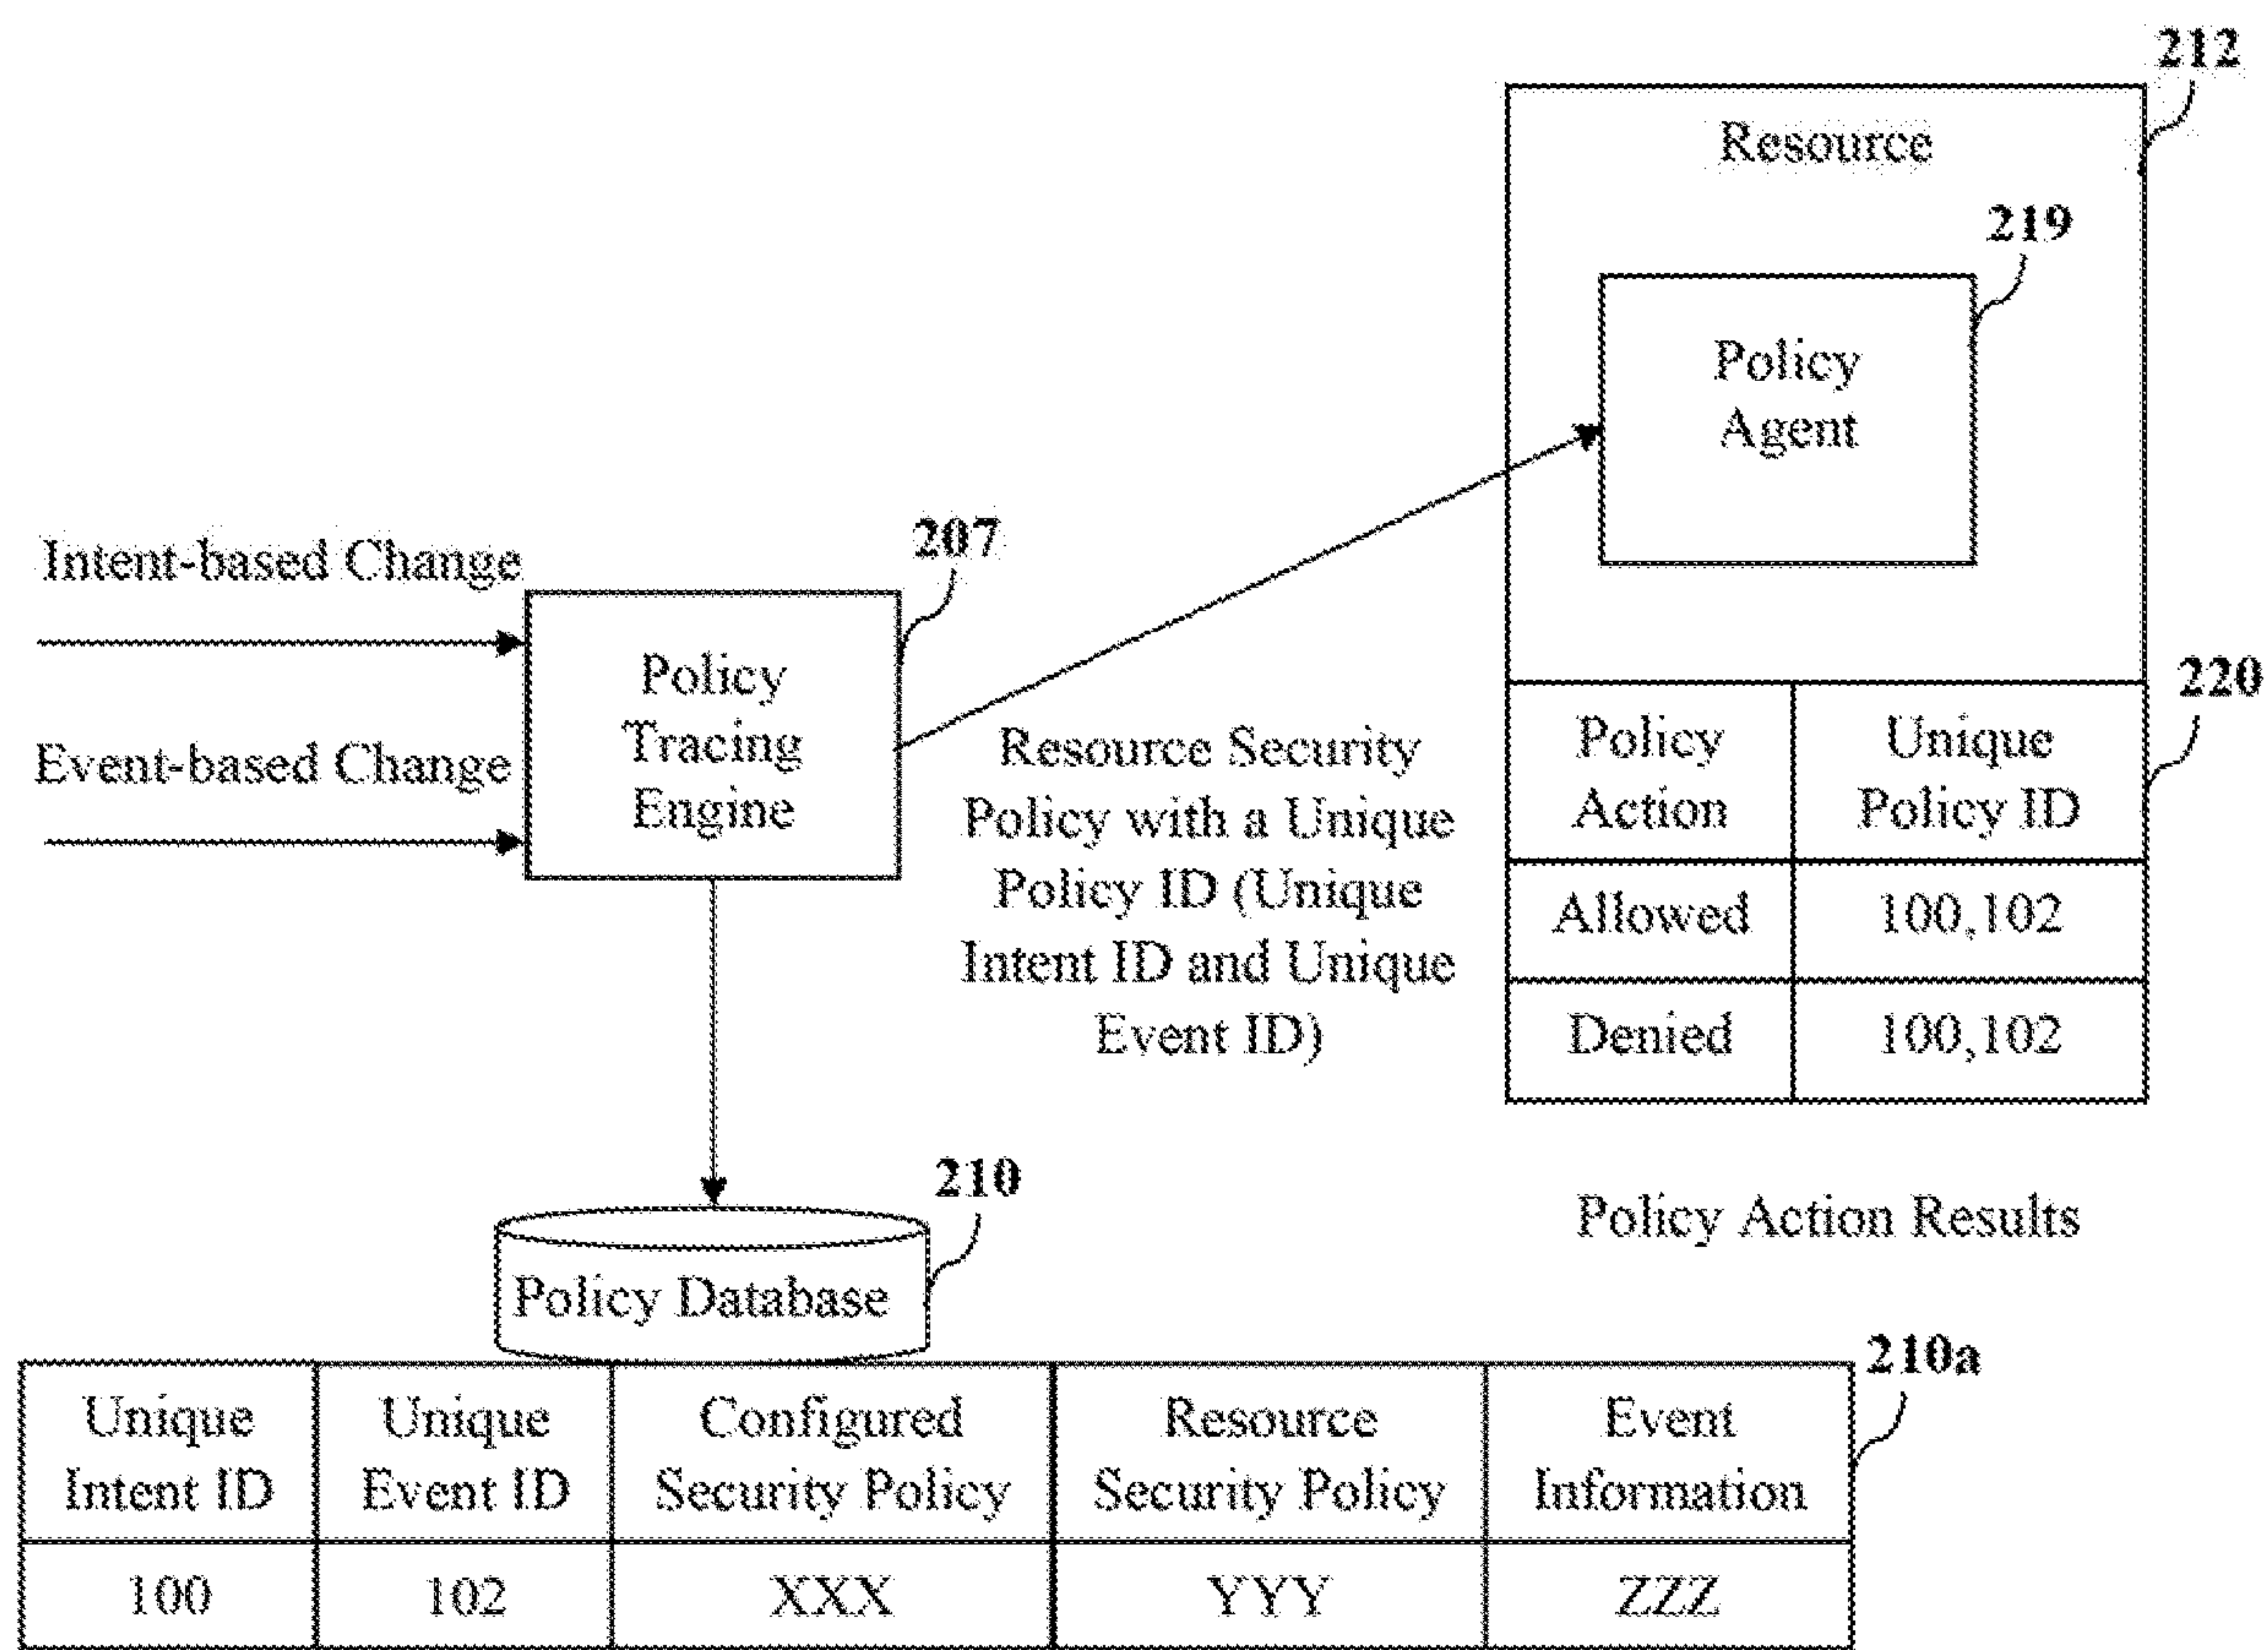 212
Resource
219
Policy
Agent
Intent-based Change
207
Policy
Tracing
Engine
Event-based Change
Resource Security
Policy with a Unique
Policy ID (Unique
Intent ID and Unique
Event ID)
220
Policy Action
Unique Policy ID
Allowed 100,102
Denied 100,102
Policy Action Results
210
Policy Database
210a
Unique Intent ID
Unique Event ID
Configured Security Policy
Resource Security Policy
Event Information
100 102 XXX YYY ZZZ